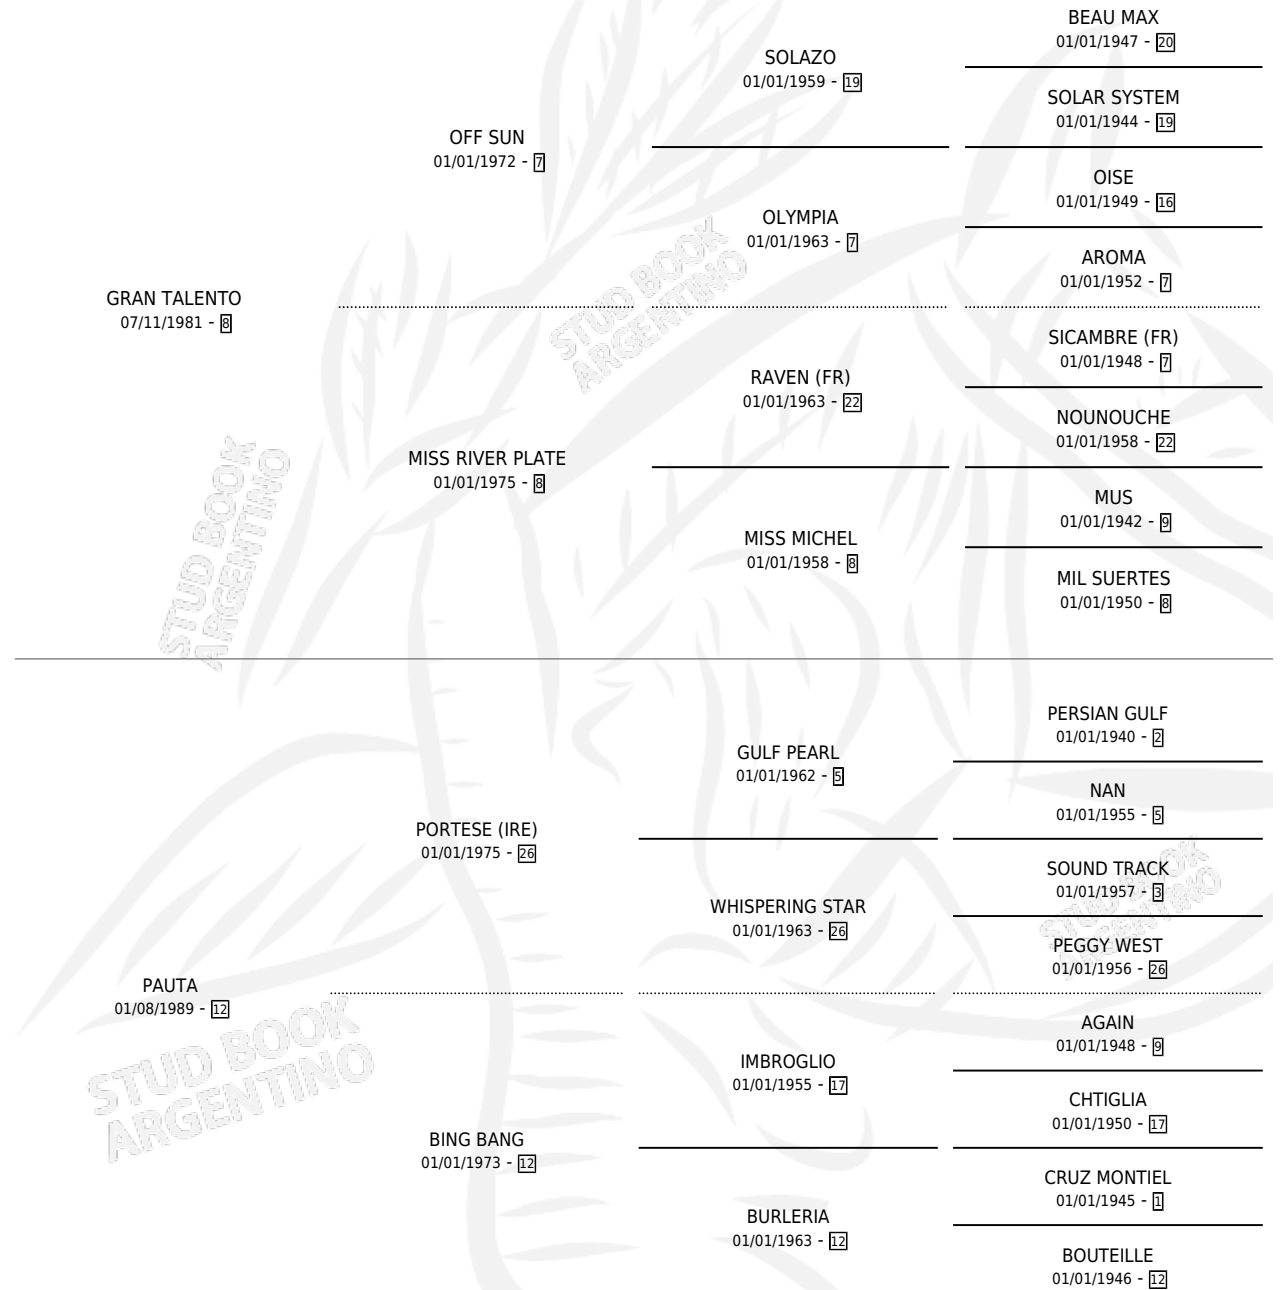 BEAU MAX
01/01/1947 - 20
SOLAZO
01/01/1959 - 19
SOLAR SYSTEM
01/01/1944 - 19
OFF SUN
01/01/1972 - 7
OISE
01/01/1949 - 16
OLYMPIA
01/01/1963 - 7
AROMA
01/01/1952 - 7
GRAN TALENTO
07/11/1981 - 8
SICAMBRE (FR)
01/01/1948 - 7
RAVEN (FR)
01/01/1963 - 22
NOUNOUCHE
01/01/1958 - 22
MISS RIVER PLATE
01/01/1975 - 8
MUS
01/01/1942 - 9
MISS MICHEL
01/01/1958 - 8
MIL SUERTES
01/01/1950 - 8
STUD BOOK
ARGENTINO
STUD BOOK
ARGENTINO
PERSIAN GULF
01/01/1940 - 2
GULF PEARL
01/01/1962 - 5
NAN
01/01/1955 - 5
PORTESE (IRE)
01/01/1975 - 26
SOUND TRACK
01/01/1957 - 3
WHISPERING STAR
01/01/1963 - 26
PEGGY WEST
01/01/1956 - 26
PAUTA
01/08/1989 - 12
AGAIN
01/01/1948 - 9
IMBROGLIO
01/01/1955 - 17
CHTIGLIA
01/01/1950 - 17
BING BANG
01/01/1973 - 12
CRUZ MONTIEL
01/01/1945 - 1
BURLERIA
01/01/1963 - 12
BOUTEILLE
01/01/1946 - 12
STUD BOOK
ARGENTINO
STUD BOOK
ARGENTINO